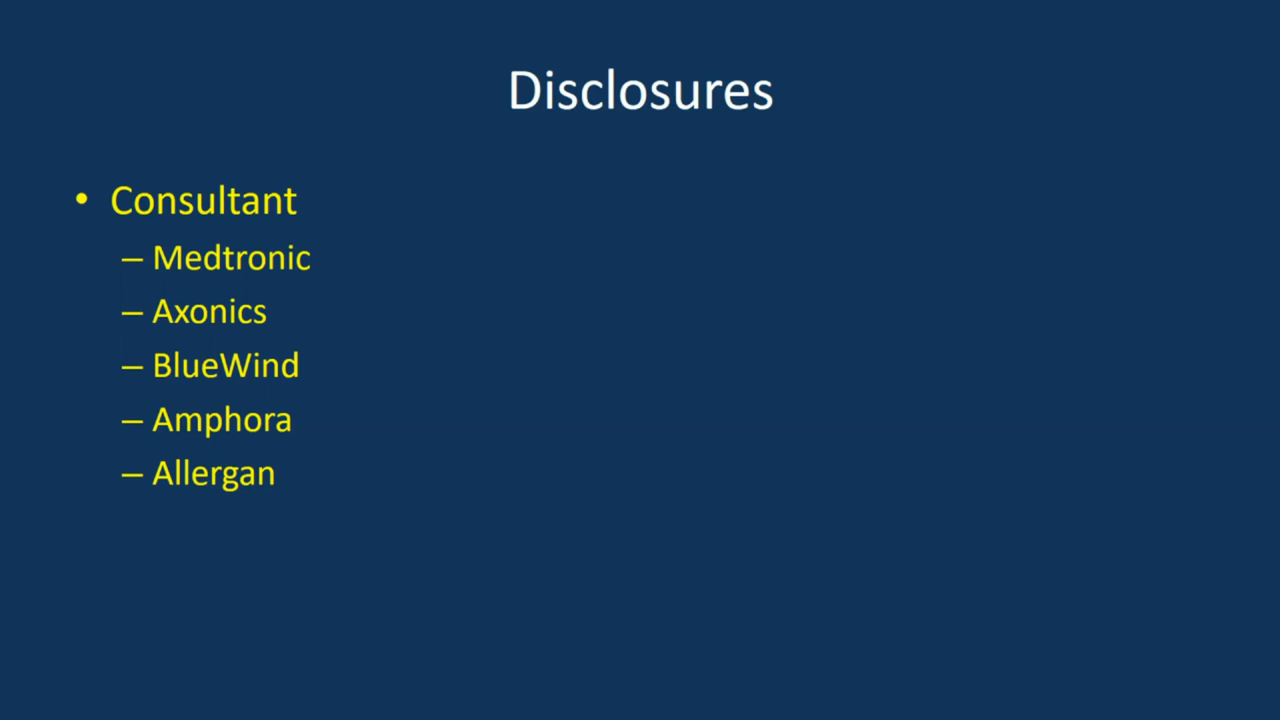 Disclosures
• Consultant
– Medtronic
– Axonics
– BlueWind
– Amphora
– Allergan